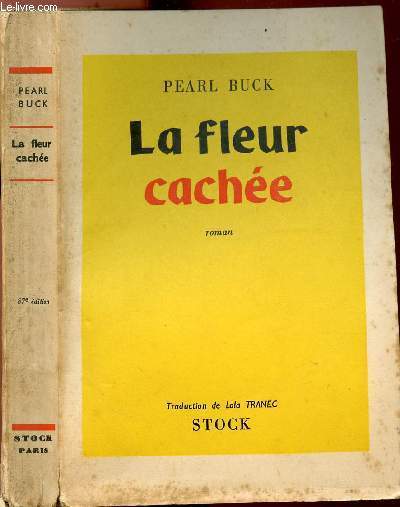 Le-livre.com
PEARL
BUCK
La fleur
cachée
87e édition
STOCK
PARIS
PEARL BUCK
La fleur
cachée
roman
Traduction de Lola TRANEC
STOCK